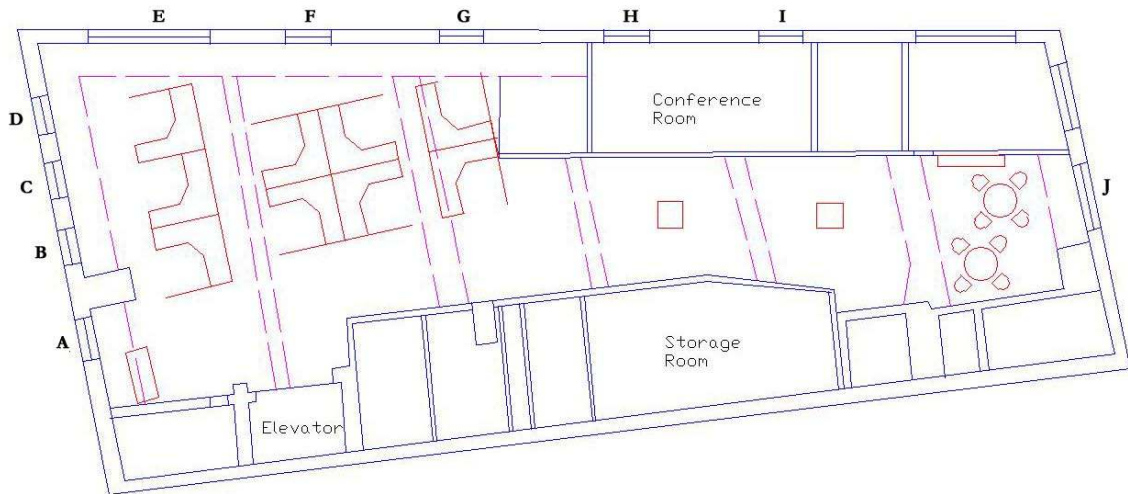 E F G H I
D
C
B
A
J
Conference
Room
Storage
Room
Elevator